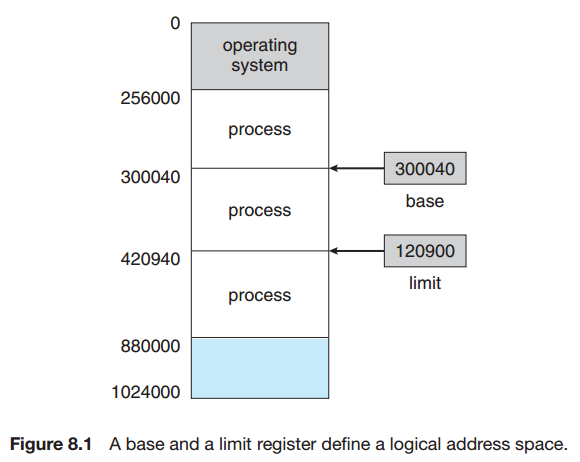 0
operating
system
256000
process
300040
300040
base
process
420940
120900
limit
process
880000
1024000
Figure 8.1 A base and a limit register define a logical address space.